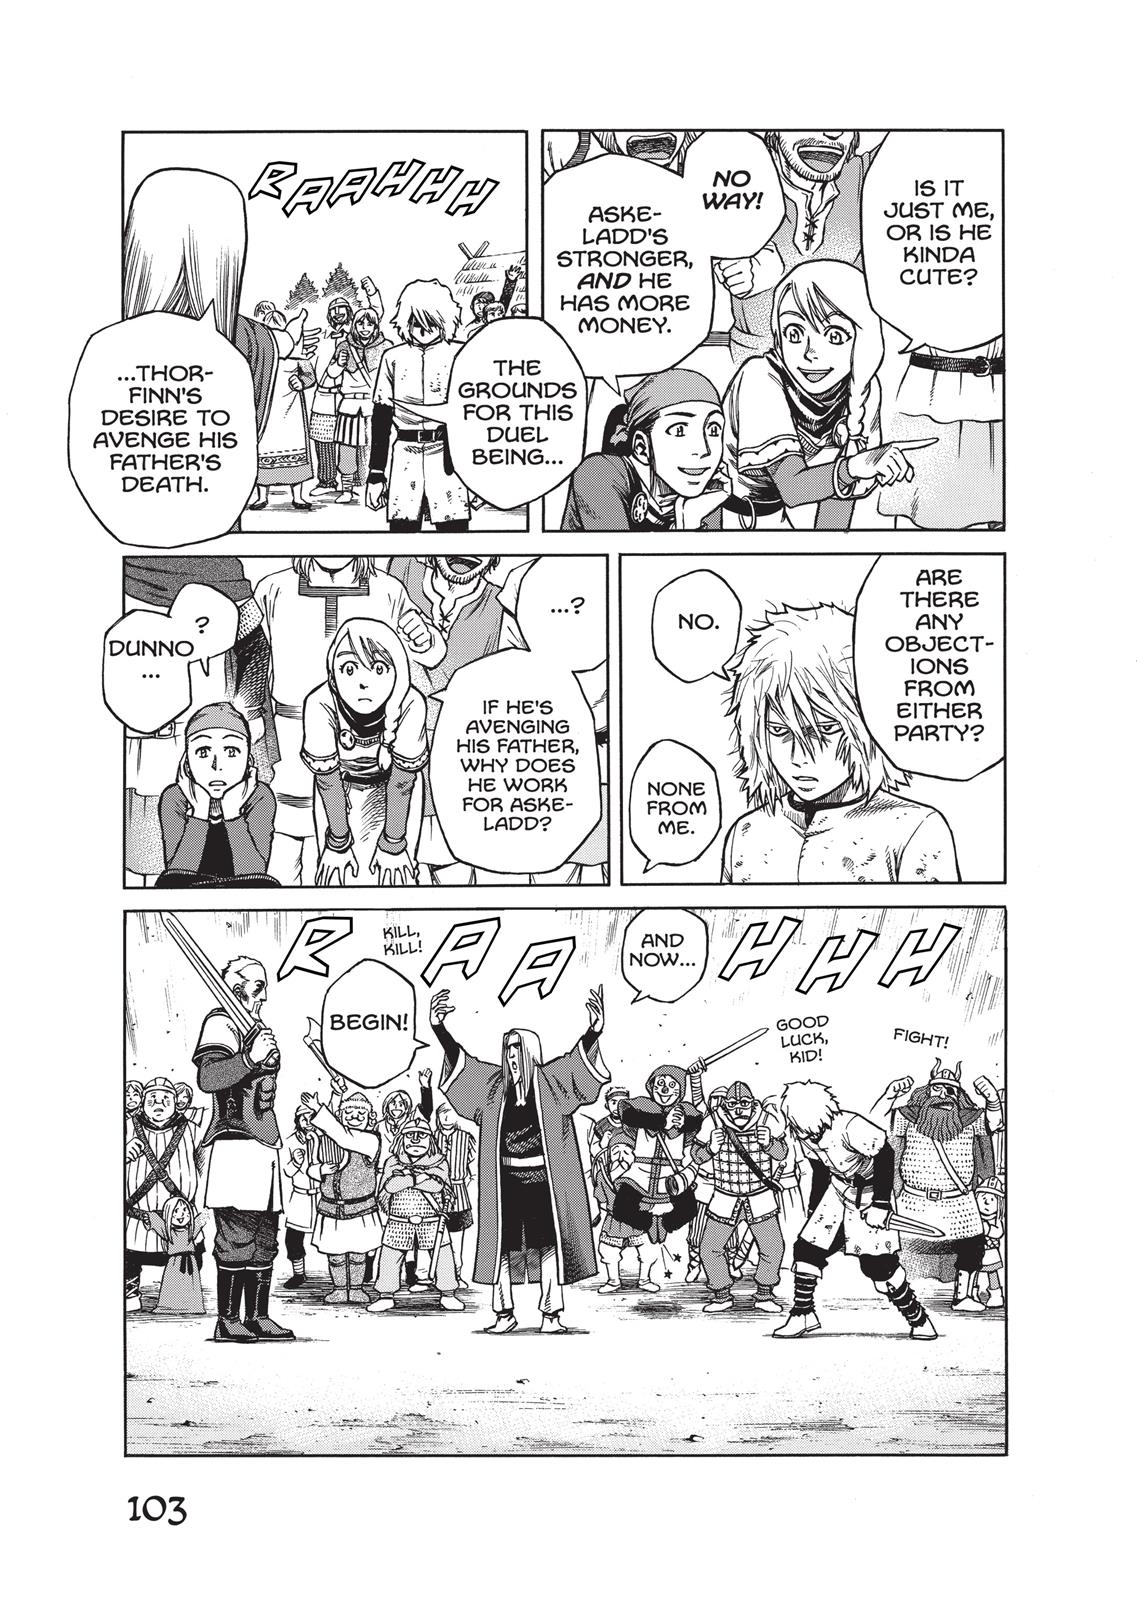 IS IT
JUST ME,
OR IS HE
KINDA
CUTE?
NO
WAY!
ASKE-
LADD'S
STRONGER,
AND HE
HAS MORE
MONEY.
RAAHHH
THE
GROUNDS
FOR THIS
DUEL
BEING...
...THOR-
FINN'S
DESIRE TO
AVENGE HIS
FATHER'S
DEATH.
ARE
THERE
ANY
OBJECT-
IONS
FROM
EITHER
PARTY?
NO.
NONE
FROM
ME.
...?
IF HE'S
AVENGING
HIS FATHER,
WHY DOES
HE WORK
FOR ASKE-
LADD?
?
DUNNO
...
RAAHHH
AND
NOW...
KILL,
KILL!
BEGIN!
FIGHT!
GOOD
LUCK,
KID!
103